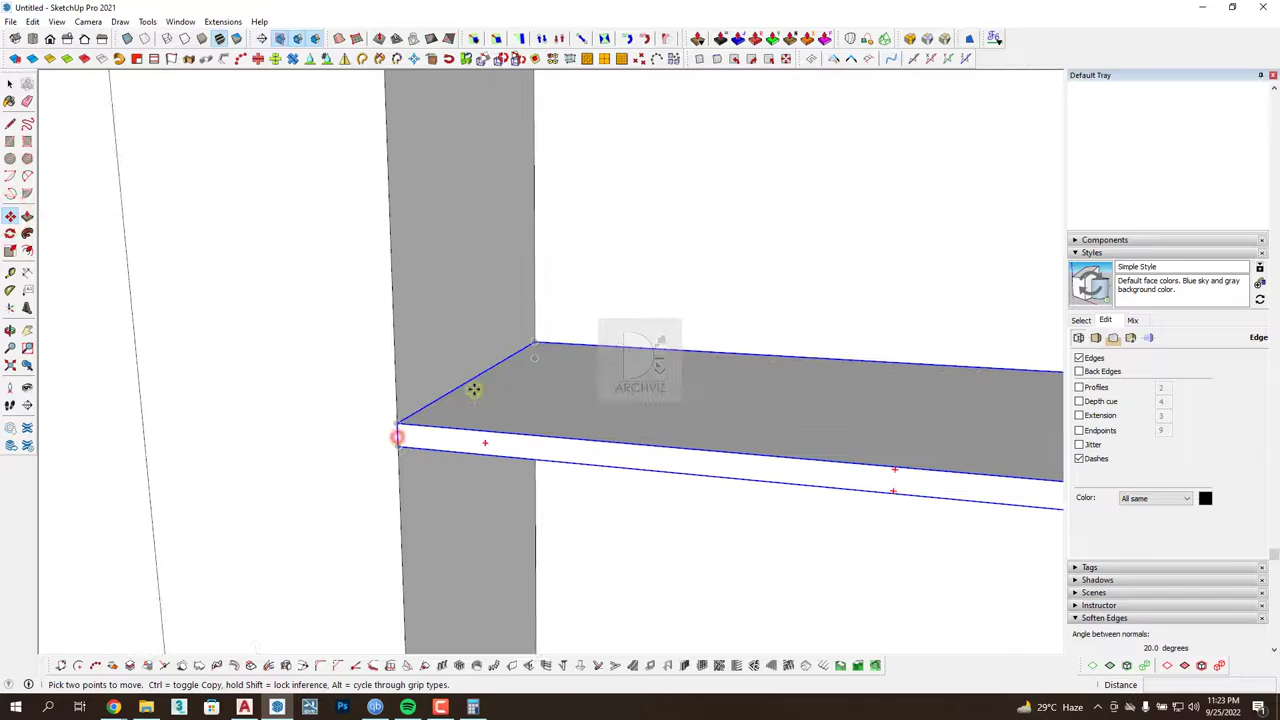 Untitled - SketchUp Pro 2021
File Edit View Camera Draw Tools Window Extensions Help
Default Tray
Components
Styles
Simple Style
Default face colors. Blue sky and gray
background color.
Select Edit Mix
Edge
Edges
Back Edges
Profiles 2
Depth cue 4
Extension 3
Endpoints 9
Jitter
Dashes
Color: All same
Tags
Shadows
Scenes
Instructor
Soften Edges
Angle between normals:
20.0 degrees
ARCHVIZ
Pick two points to move. Ctrl = toggle Copy, hold Shift = lock inference, Alt = cycle through grip types.
Distance
29°C Haze
11:23 PM
9/25/2022